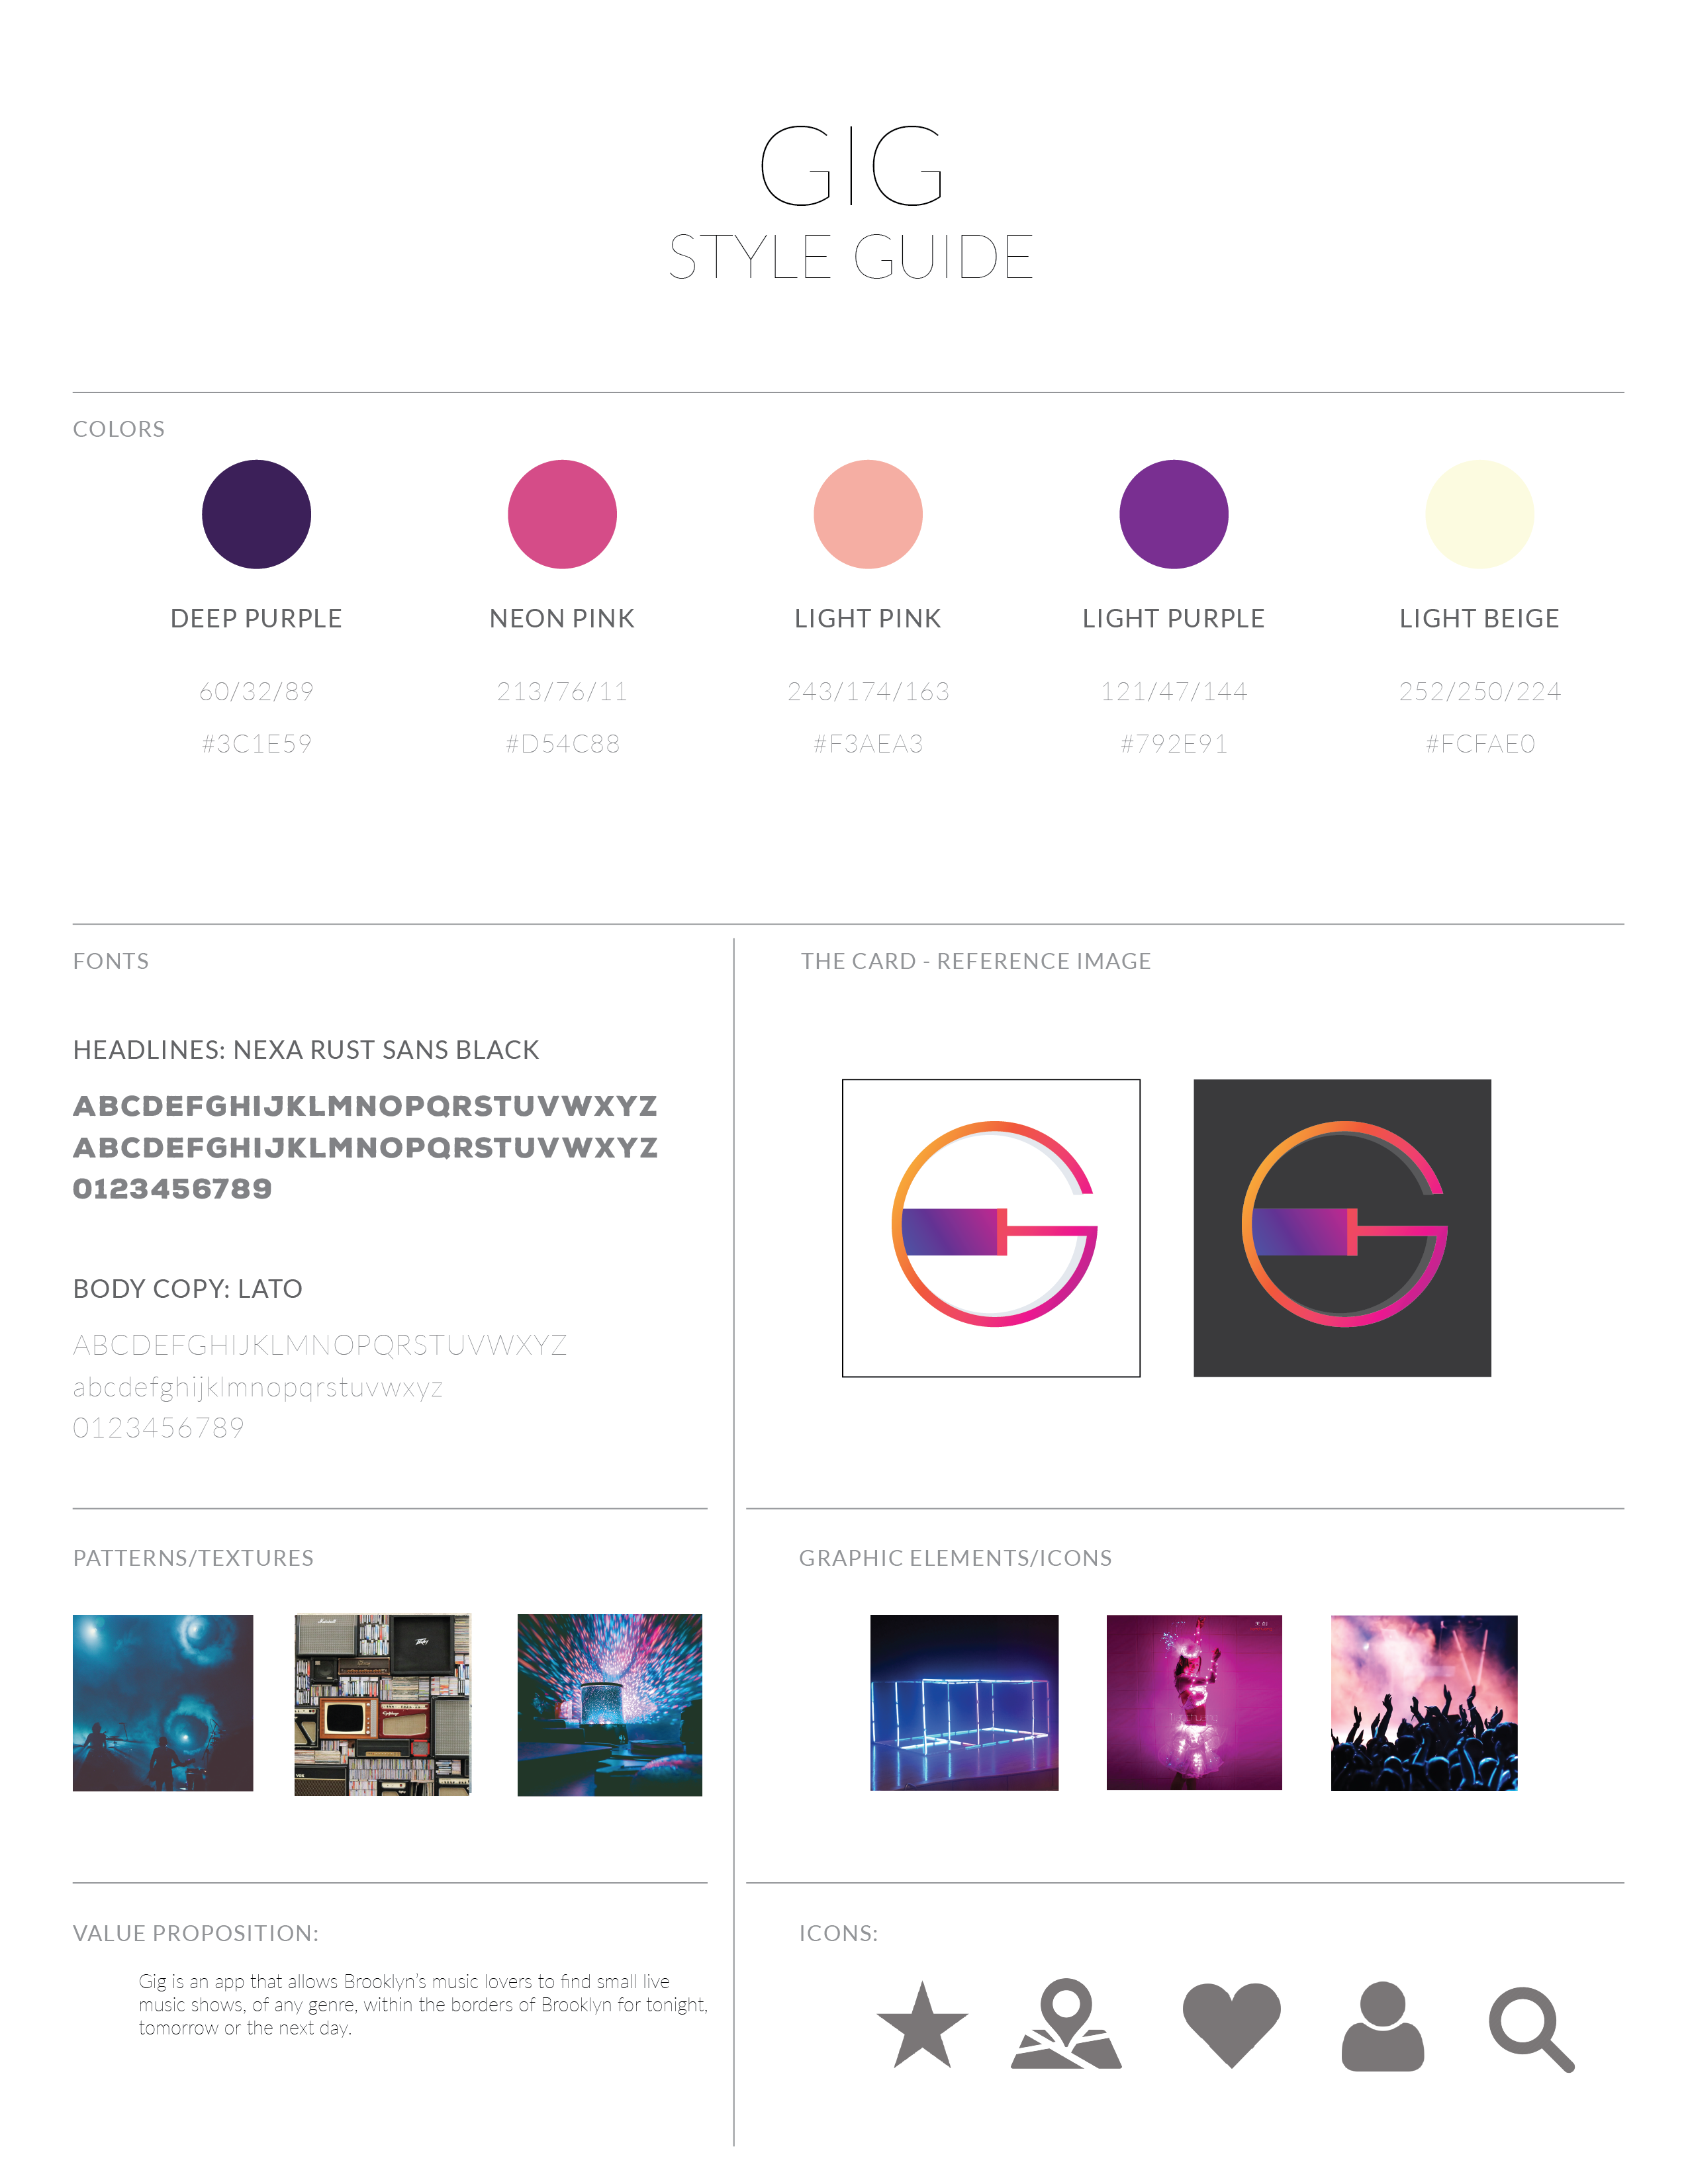 GIG
STYLE GUIDE
COLORS
DEEP PURPLE
60/32/89
#3C1E59
NEON PINK
213/76/11
#D54C88
LIGHT PINK
243/174/163
#F3AEA3
LIGHT PURPLE
121/47/144
#792E91
LIGHT BEIGE
252/250/224
#FCFAE0
FONTS
HEADLINES: NEXA RUST SANS BLACK
ABCDEFGHIJKLMNOPQRSTUVWXYZ
ABCDEFGHIJKLMNOPQRSTUVWXYZ
0123456789
BODY COPY: LATO
ABCDEFGHIJKLMNOPQRSTUVWXYZ
abcdefghijklmnopqrstuvwxyz
0123456789
THE CARD - REFERENCE IMAGE
PATTERNS/TEXTURES
Marshall
PEAVEY
Epiphone
VOX
GRAPHIC ELEMENTS/ICONS
VALUE PROPOSITION:
Gig is an app that allows Brooklyn's music lovers to find small live
music shows, of any genre, within the borders of Brooklyn for tonight,
tomorrow or the next day.
ICONS: